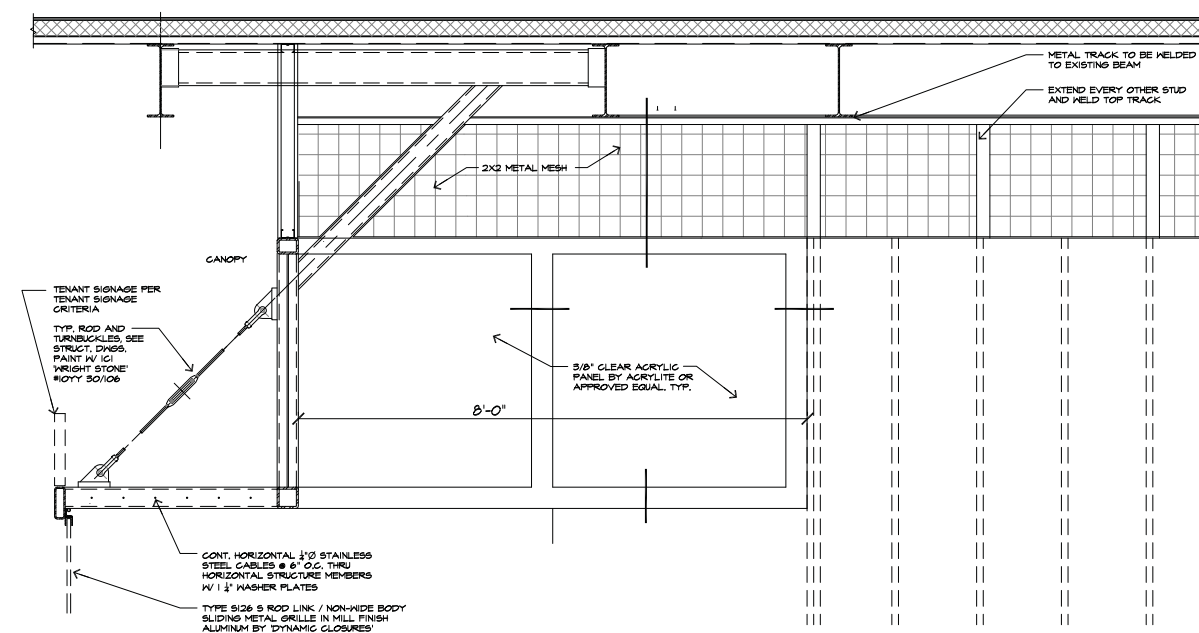 METAL TRACK TO BE WELDED
TO EXISTING BEAM
EXTEND EVERY OTHER STUD
AND WELD TOP TRACK
2X2 METAL MESH
CANOPY
TENANT SIGNAGE PER
TENANT SIGNAGE
CRITERIA
TYP. ROD AND
TURNBUCKLES, SEE
STRUCT. DWGS.
PAINT W/ ICI
'WRIGHT STONE'
#10YY 30/106
3/8" CLEAR ACRYLIC
PANEL BY ACRYLITE OR
APPROVED EQUAL. TYP.
8'-0"
CONT. HORIZONTAL 1/4"Ø STAINLESS
STEEL CABLES @ 6" O.C. THRU
HORIZONTAL STRUCTURE MEMBERS
W/ 1 1/4" WASHER PLATES
TYPE S126 S ROD LINK / NON-WIDE BODY
SLIDING METAL GRILLE IN MILL FINISH
ALUMINUM BY 'DYNAMIC CLOSURES'